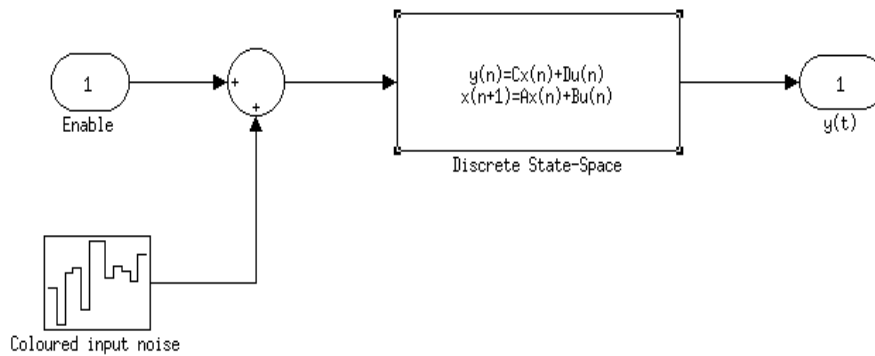 1
Enable
+
+
y(n)=Cx(n)+Du(n)
x(n+1)=Ax(n)+Bu(n)
Discrete State-Space
1
y(t)
Coloured input noise